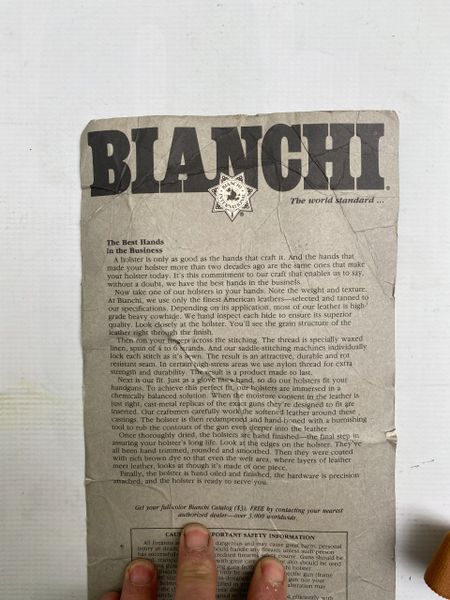 BIANCHI
BIANCHI
The world standard ...
The Best Hands
in the Business
A holster is only as good as the hands that craft it. And the hands that
made your holster more than two decades ago are the same ones that make
your holster today. It's this commitment to our craft that enables us to say,
without a doubt, we have the best hands in the business.
Now take one of our holsters in your hands. Note the weight and texture.
At Bianchi, we use only the finest American leathers—selected and tanned to
our specifications. Depending on its application, most of our leather is high
grade heavy cowhide. We hand inspect each hide to ensure its superior
quality. Look closely at the holster. You'll see the grain structure of the
leather right through the finish.
Then run your fingers across the stitching. The thread is specially waxed
linen, spun of 4 to 6 strands. And our saddle-stitching machines individually
lock each stitch as it's sewn. The result is an attractive, durable and rot
resistant seam. In certain high-stress areas we use nylon thread for extra
strength and durability. The result is a product made to last.
Next is our fit. Just as a glove fits a hand, so do our holsters fit your
handguns. To achieve this perfect fit, our holsters are immersed in a
chemically balanced solution. When the moisture content in the leather is
just right, cast-metal replicas of the exact guns they're designed to fit are
inserted. Our craftsmen carefully work the softened leather around these
castings. The holster is then redampened and hand-boned with a burnishing
tool to rub the contours of the gun even deeper into the leather.
Once thoroughly dried, the holsters are hand finished—the final step in
assuring your holster's long life. Look at the edges on the holster. They've
all been hand trimmed, rounded and smoothed. Then they were coated
with rich brown dye so that even the welt area, where layers of leather
meet leather, looks as though it's made of one piece.
Finally, the holster is hand oiled and finished, the hardware is precision
attached, and the holster is ready to serve you.
Get your full-color Bianchi Catalog ($3), FREE by contacting your nearest
authorized dealer—over 3,000 worldwide.
IMPORTANT SAFETY INFORMATION
All firearms dangerous and may cause great harm, personal